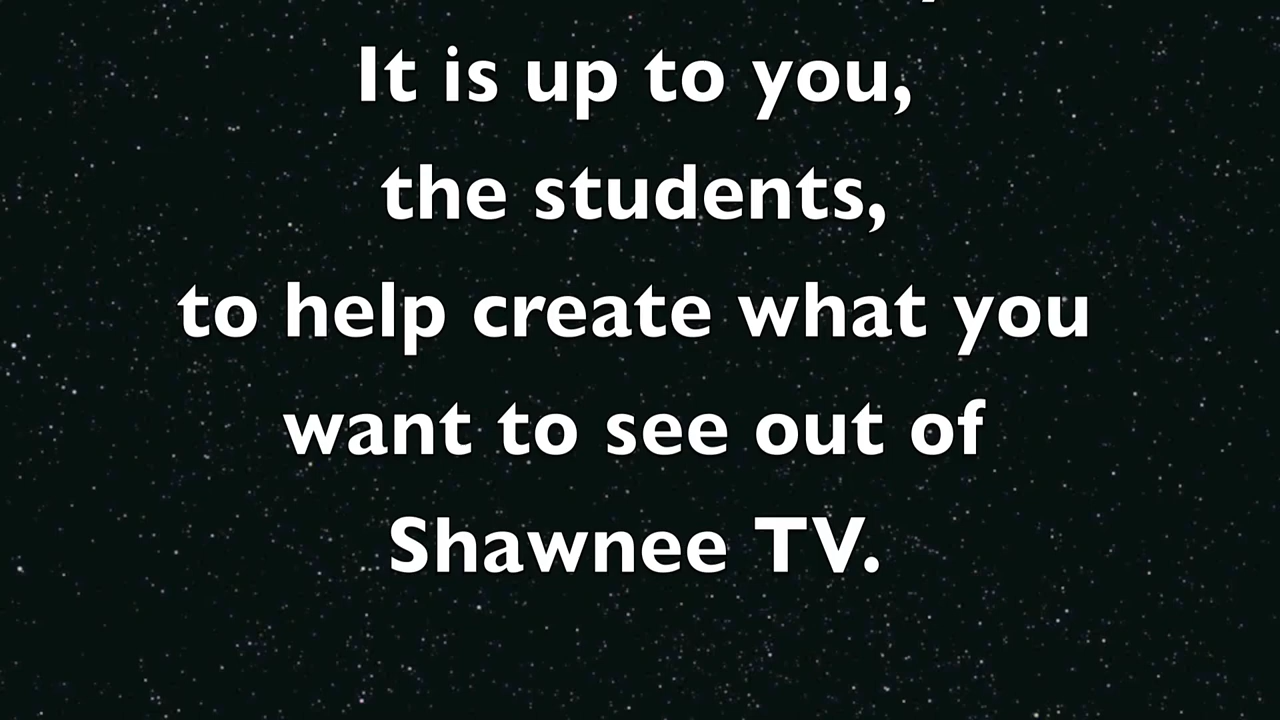 It is up to you,
the students,
to help create what you
want to see out of
Shawnee TV.